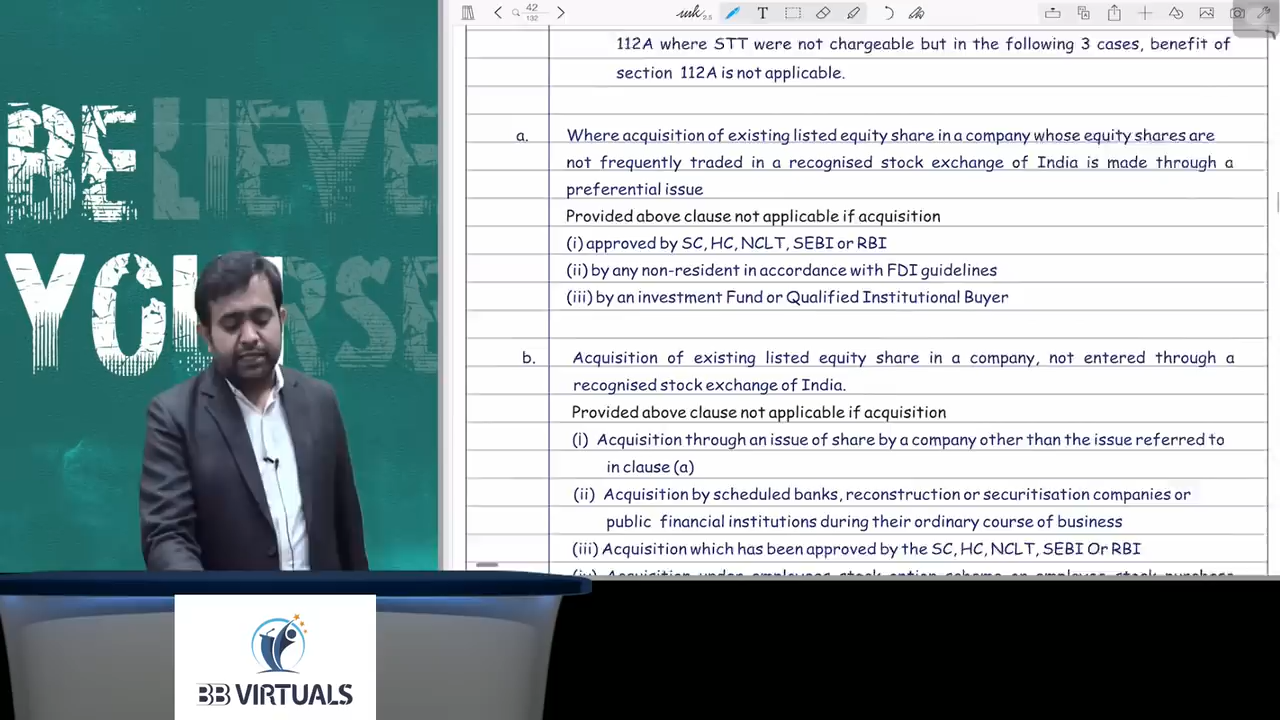 42
132
2.5
T
BELIEVE
YOURSE
112A where STT were not chargeable but in the following 3 cases, benefit of
section 112A is not applicable.
a. Where acquisition of existing listed equity share in a company whose equity shares are
not frequently traded in a recognised stock exchange of India is made through a
preferential issue
Provided above clause not applicable if acquisition
(i) approved by SC, HC, NCLT, SEBI or RBI
(ii) by any non-resident in accordance with FDI guidelines
(iii) by an investment Fund or Qualified Institutional Buyer
b. Acquisition of existing listed equity share in a company, not entered through a
recognised stock exchange of India.
Provided above clause not applicable if acquisition
(i) Acquisition through an issue of share by a company other than the issue referred to
in clause (a)
(ii) Acquisition by scheduled banks, reconstruction or securitisation companies or
public financial institutions during their ordinary course of business
(iii) Acquisition which has been approved by the SC, HC, NCLT, SEBI Or RBI
BB VIRTUALS